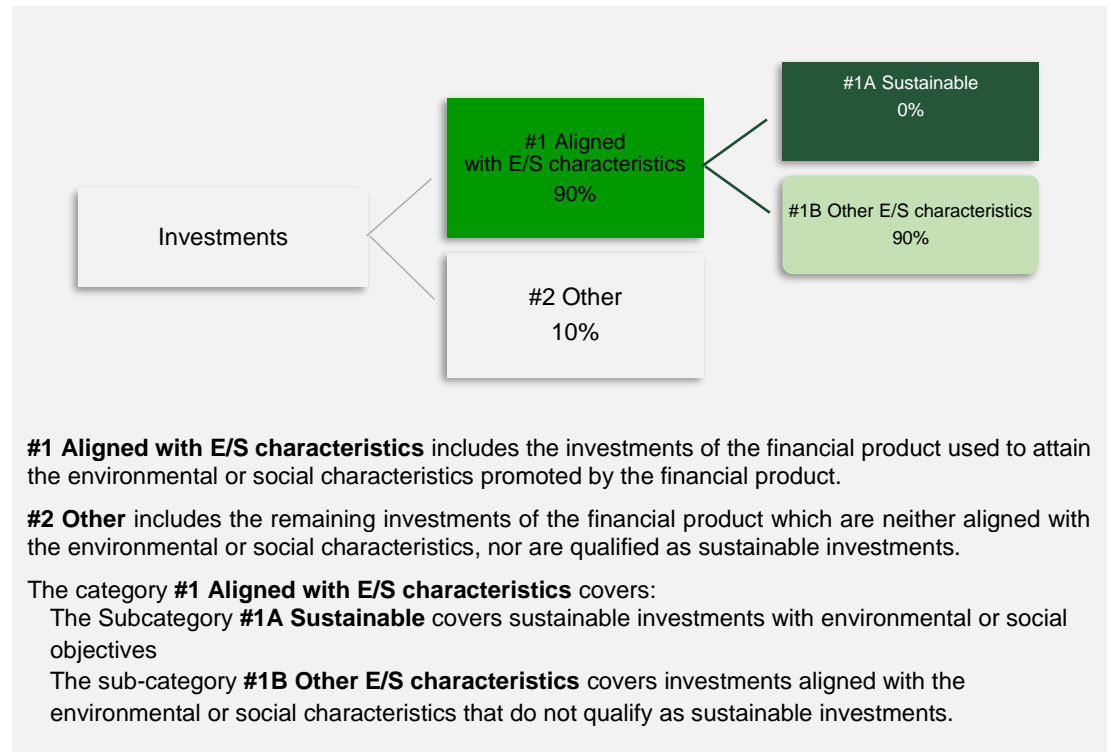 #1A Sustainable
0%
#1 Aligned
with E/S characteristics
90%
#1B Other E/S characteristics
90%
Investments
#2 Other
10%
#1 Aligned with E/S characteristics includes the investments of the financial product used to attain
the environmental or social characteristics promoted by the financial product.
#2 Other includes the remaining investments of the financial product which are neither aligned with
the environmental or social characteristics, nor are qualified as sustainable investments.
The category #1 Aligned with E/S characteristics covers:
The Subcategory #1A Sustainable covers sustainable investments with environmental or social
objectives
The sub-category #1B Other E/S characteristics covers investments aligned with the
environmental or social characteristics that do not qualify as sustainable investments.